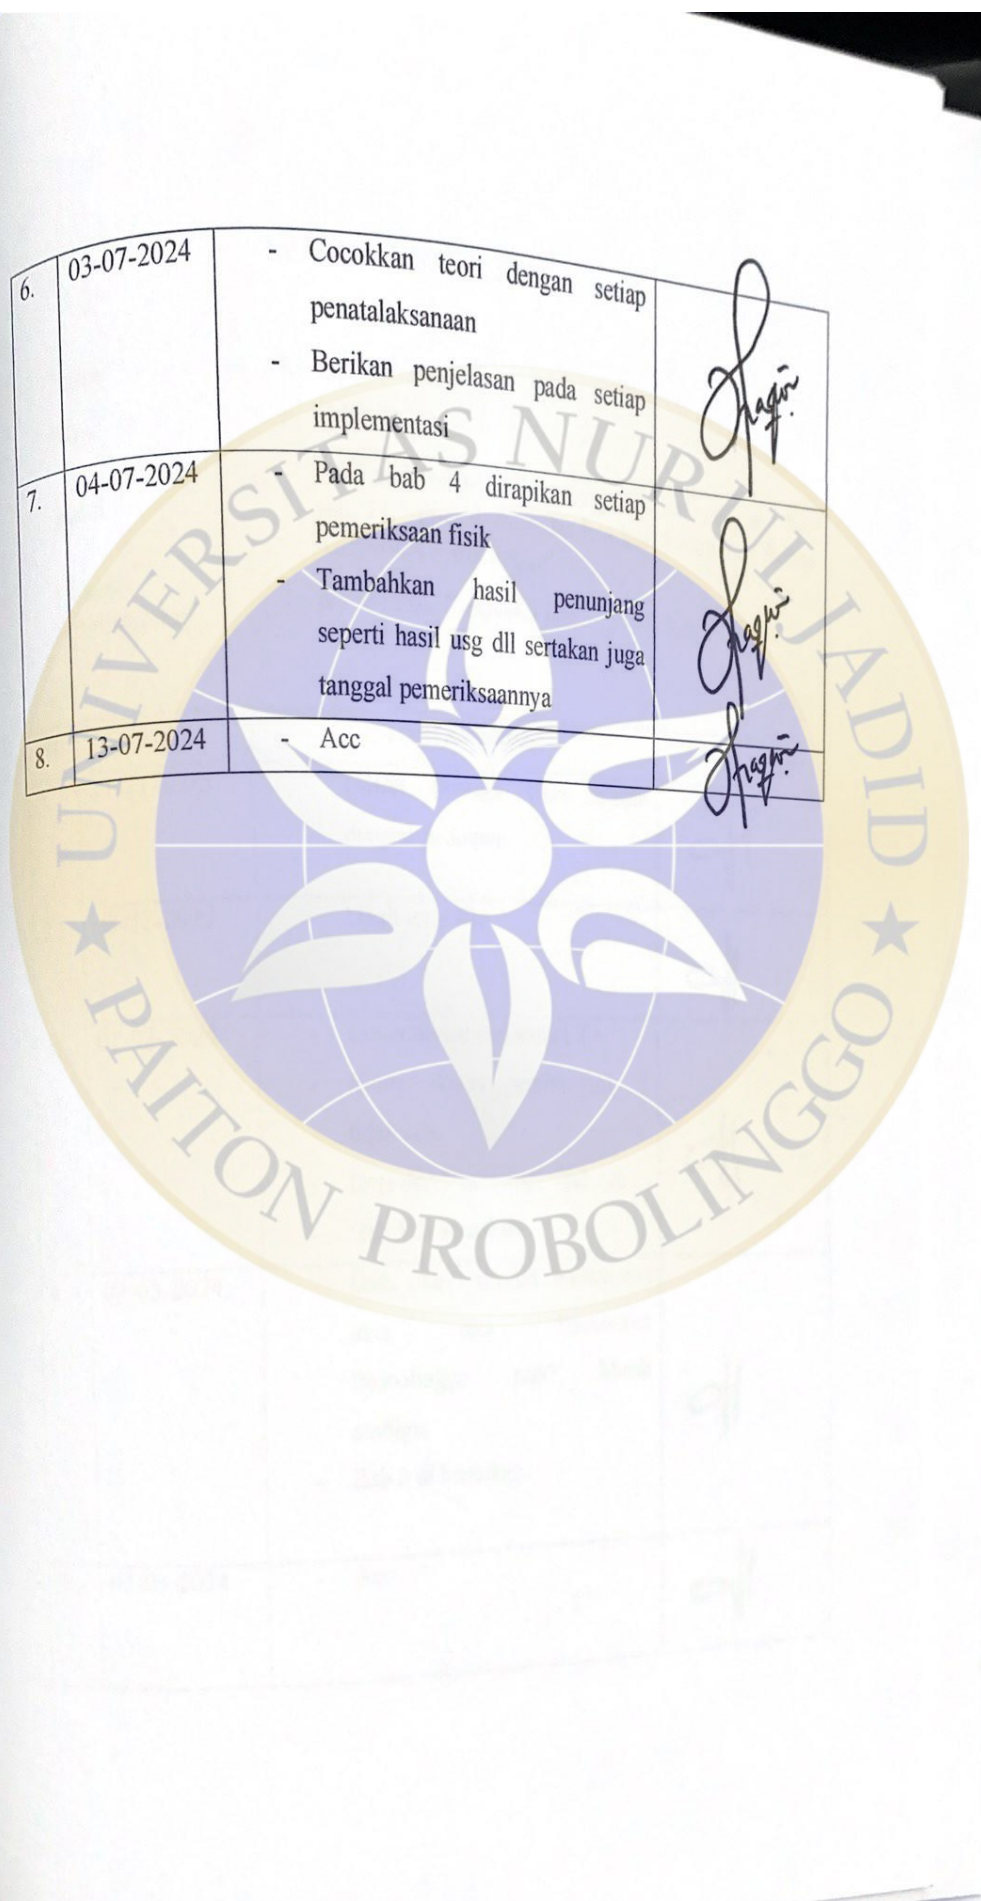 6. 03-07-2024 - Cocokkan teori dengan setiap
penatalaksanaan
- Berikan penjelasan pada setiap
implementasi
7. 04-07-2024 - Pada bab 4 dirapikan setiap
pemeriksaan fisik
- Tambahkan hasil penunjang
seperti hasil usg dll sertakan juga
tanggal pemeriksaannya
8. 13-07-2024 - Acc
UNIVERSITAS NURUL JADID
PAITON PROBOLINGGO